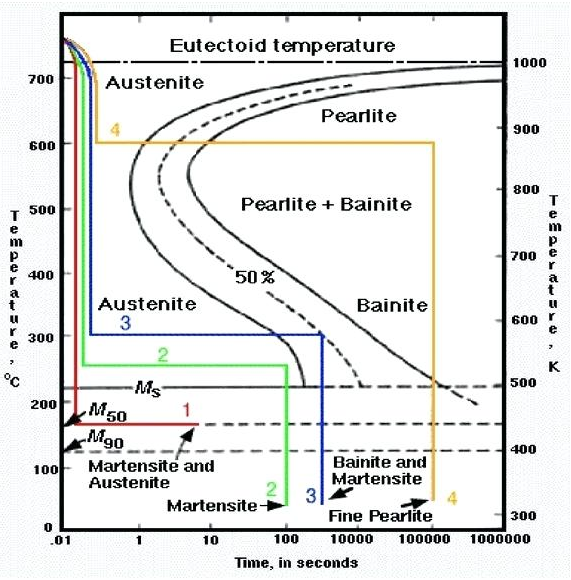 Eutectoid temperature
1000
Austenite
700
Pearlite
4
900
600
800
Pearlite + Bainite
500
700
400
50%
Austenite
Bainite
3
600
300
2
Ms
500
200
M50
1
M90
400
100
Martensite and
Austenite
Bainite and
Martensite
2
3
4
Martensite
Fine Pearlite
0
300
.01
1
10
100
1000
10000
100000
1000000
Time, in seconds
Temperature, °C
Temperature, K